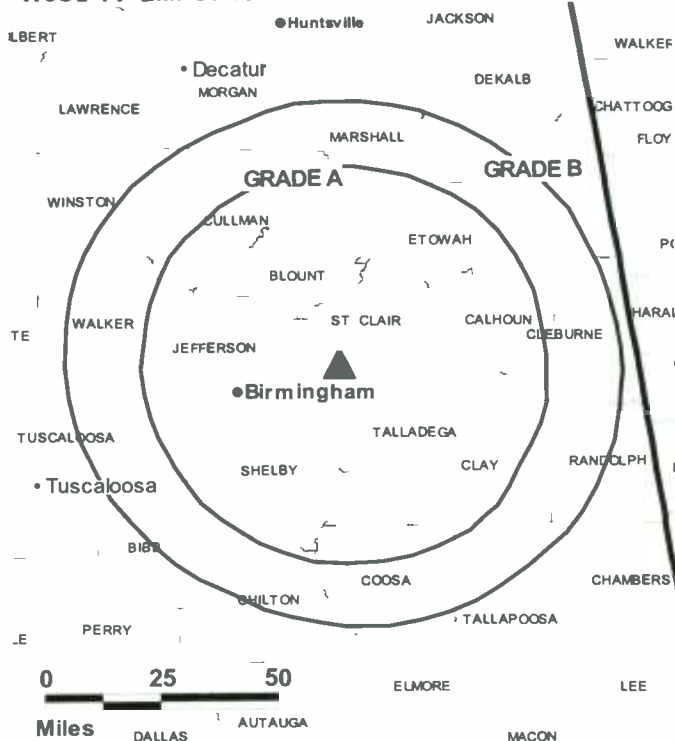 Huntsville
JACKSON
WALKER
Decatur
MORGAN
DEKALB
LAWRENCE
CHATTOOG
MARSHALL
FLOY
GRADE A
GRADE B
WINSTON
CULLMAN
ETOWAH
BLOUNT
WALKER
ST CLAIR
CALHOUN
HARAL
TE
JEFFERSON
CLEBURNE
Birmingham
TUSCALOOSA
TALLADEGA
SHELBY
CLAY
RANDOLPH
Tuscaloosa
BIBB
COOSA
CHAMBERS
CHILTON
TALLAPOOSA
PERRY
0 25 50
ELMORE
LEE
Miles
AUTAUGA
DALLAS
MACON